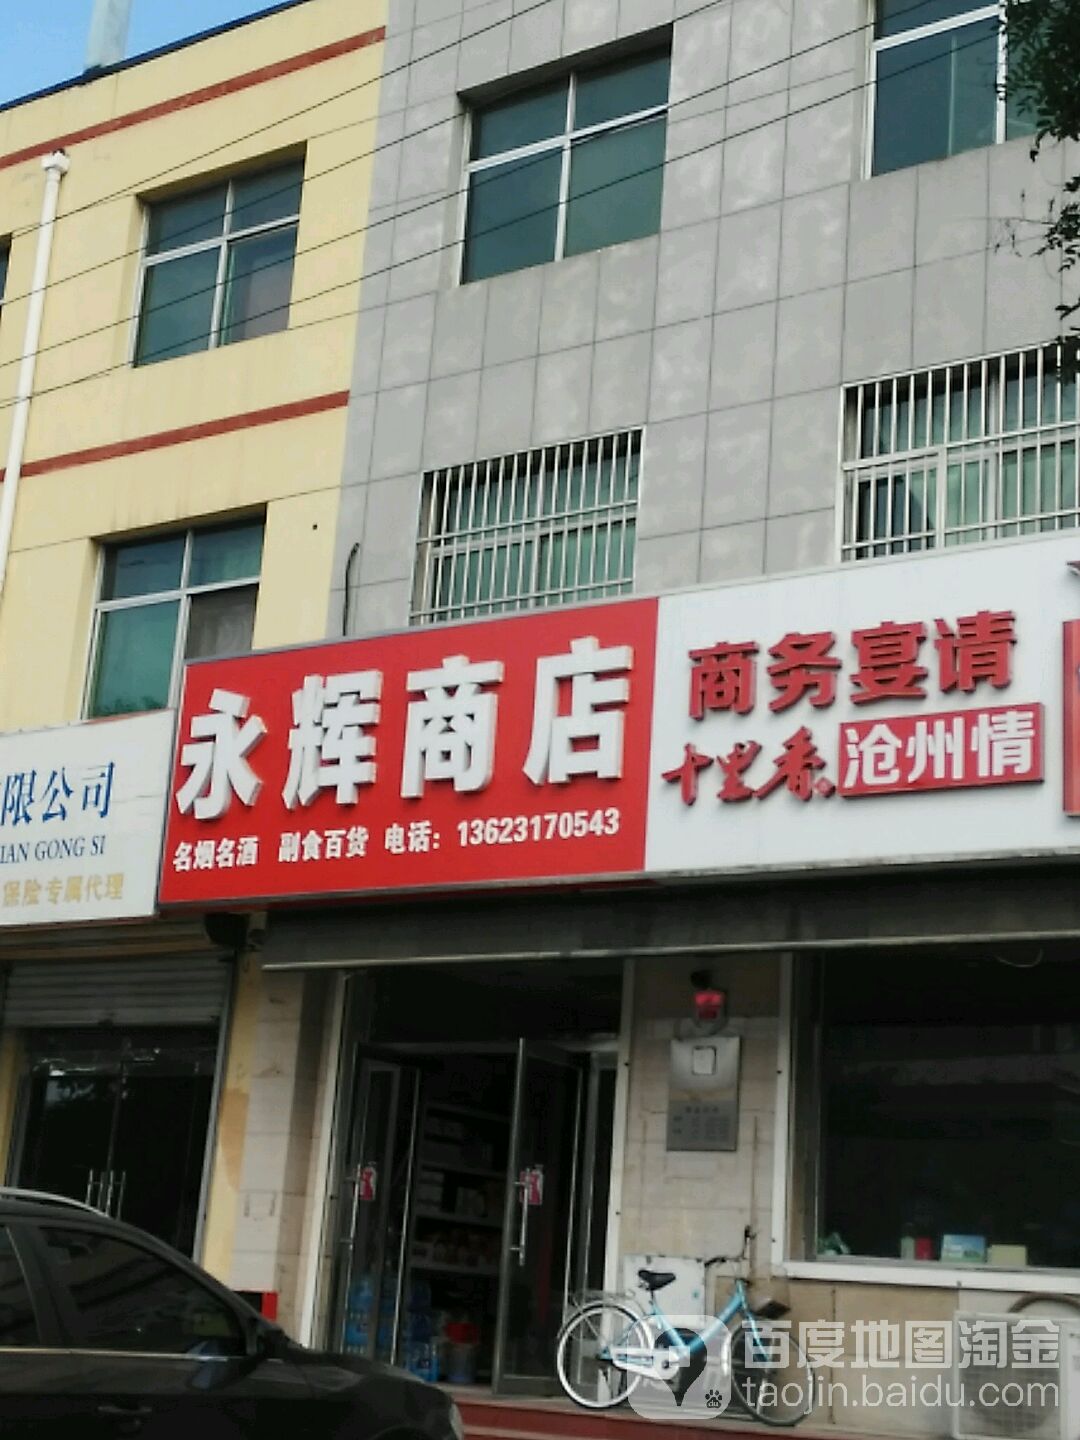 限公司
IAN GONG SI
保险专属代理
永辉商店
名烟名酒 副食百货 电话：13623170543
商务宴请
十里香 沧州情
百度地图淘金
taojin.baidu.com